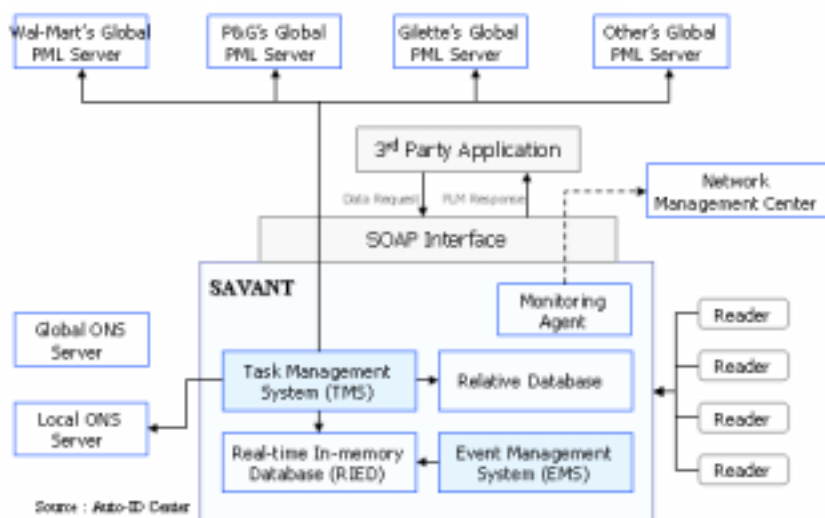 Wal-Mart's Global
PML Server
P&G's Global
PML Server
Gilette's Global
PML Server
Other's Global
PML Server
3rd Party Application
Network
Management Center
Data Request
PLM Response
SOAP Interface
SAVANT
Monitoring
Agent
Global ONS
Server
Reader
Task Management
System (TMS)
Relative Database
Reader
Local ONS
Server
Reader
Real-time In-memory
Database (RIED)
Event Management
System (EMS)
Reader
Source : Auto-ID Center